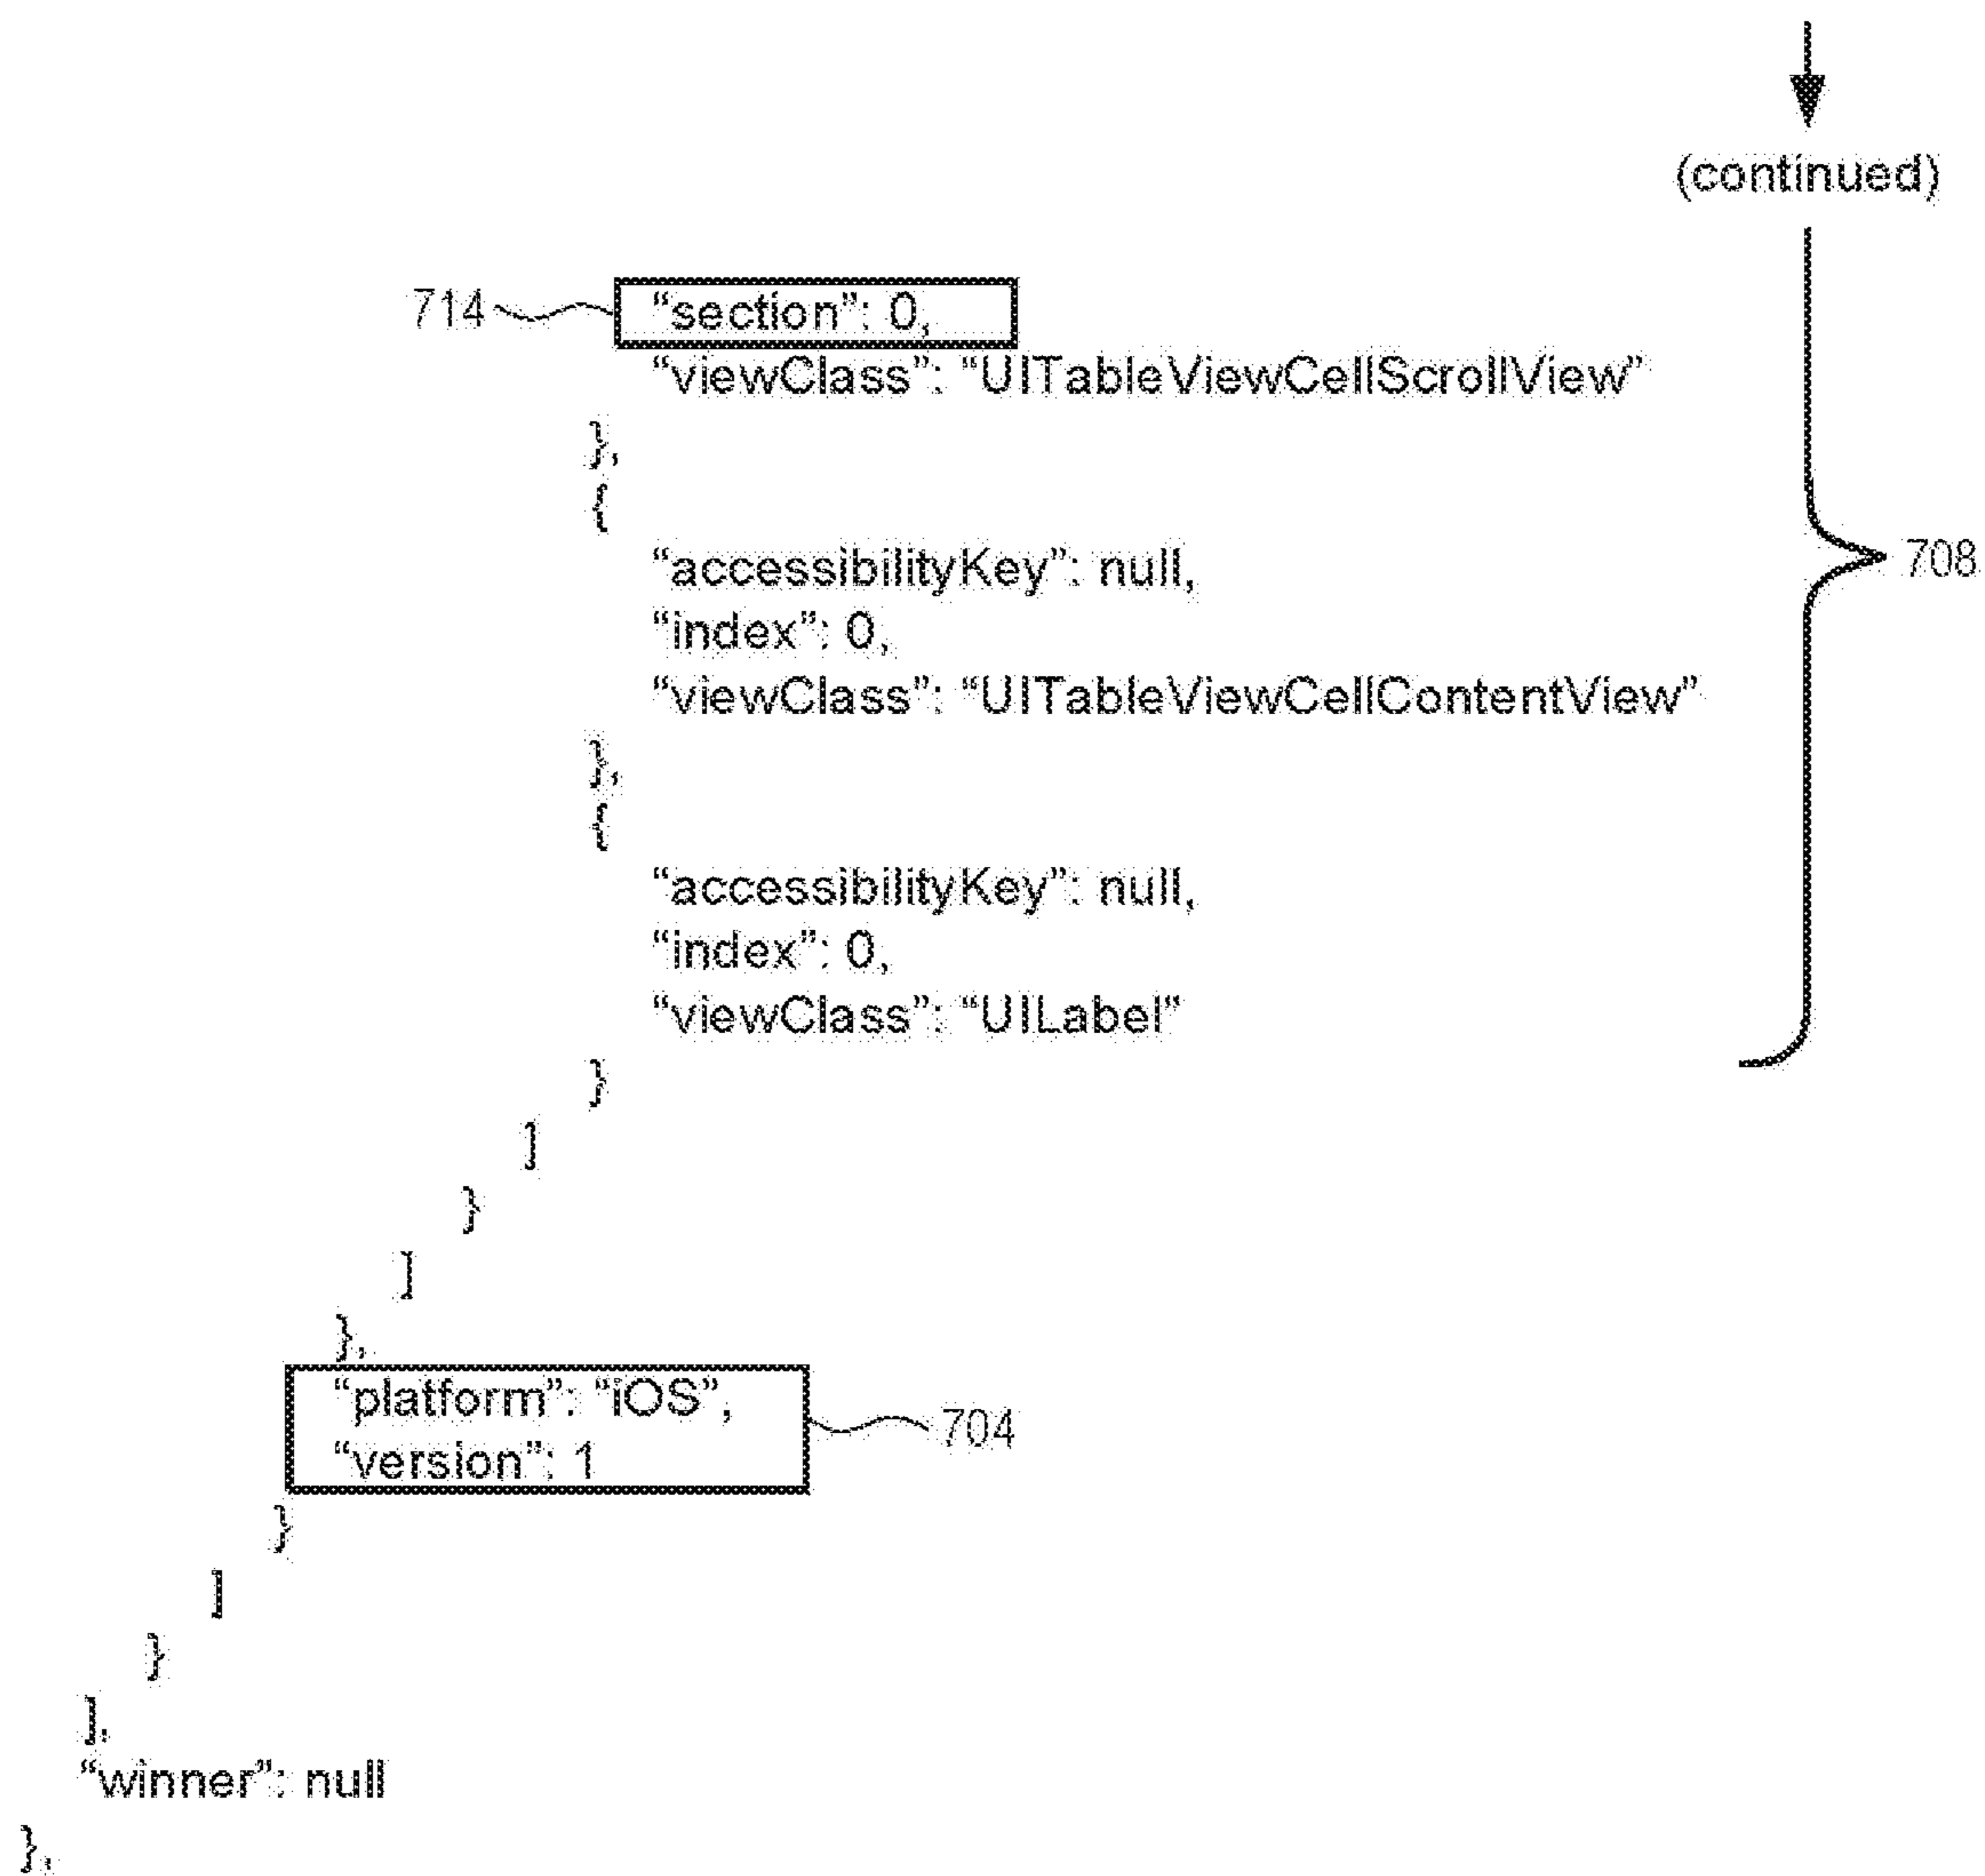 (continued)
714 “section”: 0,
“viewClass”: “UITableViewCellScrollView”
},
{
“accessibilityKey”: null,
708
“index”: 0,
“viewClass”: “UITableViewCellContentView”
},
{
“accessibilityKey”: null,
“index”: 0,
“viewClass”: “UILabel”
}
]
}
]
},
“platform”: “iOS”,
704
“version”: 1
}
]
}
],
“winner”: null
},